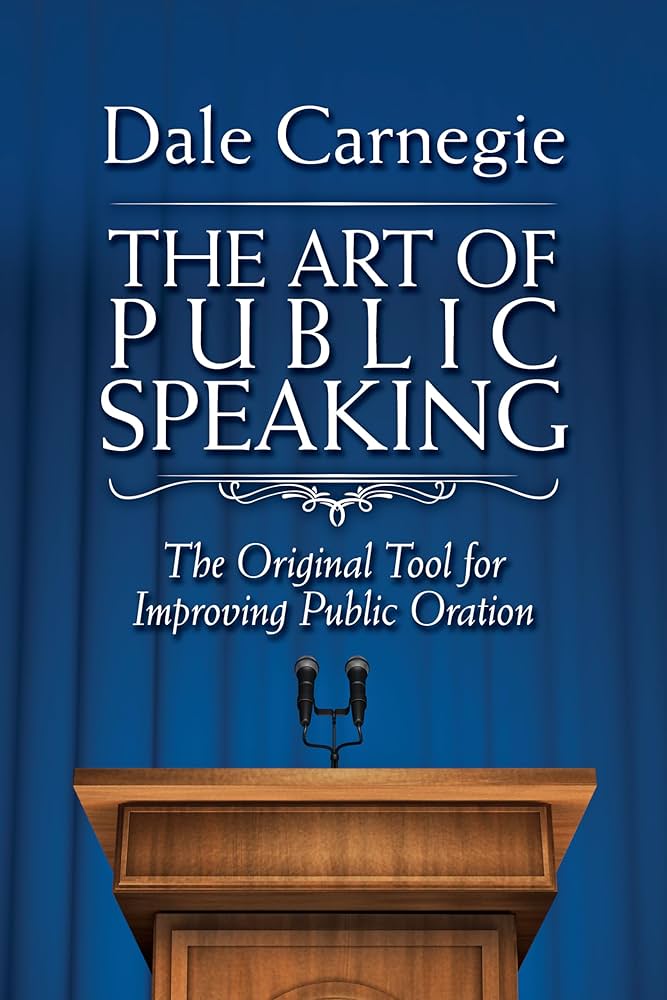 Dale Carnegie
THE ART OF
PUBLIC
SPEAKING
The Original Tool for
Improving Public Oration